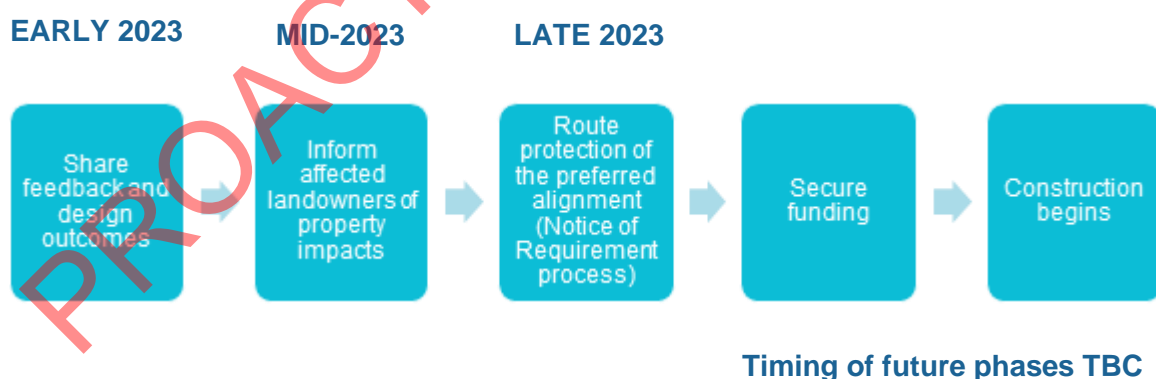 EARLY 2023
MID-2023
LATE 2023
Share
feedback and
design
outcomes
Inform
affected
landowners of
property
impacts
Route
protection of
the preferred
alignment
(Notice of
Requirement
process)
Secure
funding
Construction
begins
Timing of future phases TBC